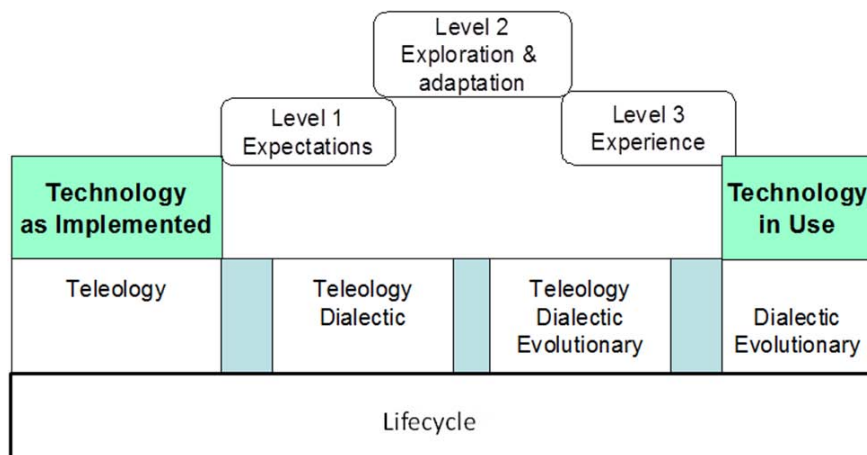 Level 2
Exploration &
adaptation
Level 1
Expectations
Level 3
Experience
Technology
as Implemented
Technology
in Use
Teleology
Teleology
Dialectic
Teleology
Dialectic
Evolutionary
Dialectic
Evolutionary
Lifecycle